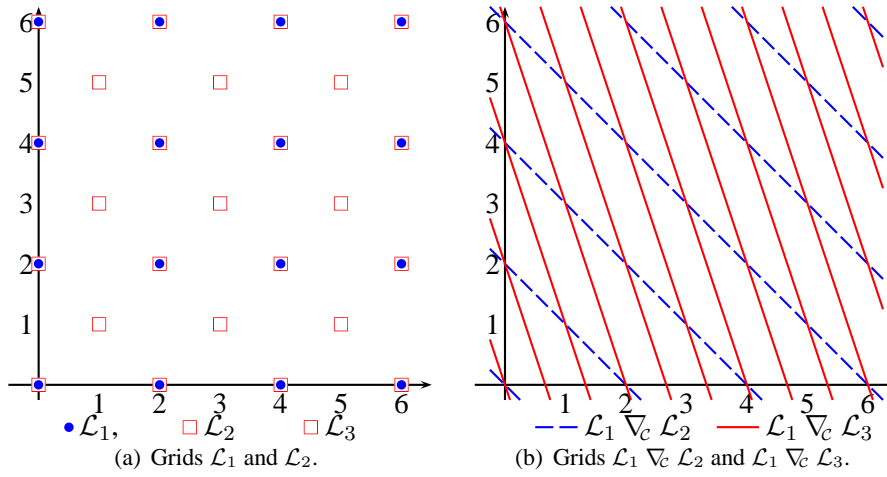 6 6
5 5
4 4
3 3
2 2
1 1
1 2 3 4 5 6 1 2 3 4 5 6
ℒ₁, ℒ₂ ℒ₃ ℒ₁ ∇c ℒ₂ ℒ₁ ∇c ℒ₃
(a) Grids ℒ₁ and ℒ₂. (b) Grids ℒ₁ ∇c ℒ₂ and ℒ₁ ∇c ℒ₃.